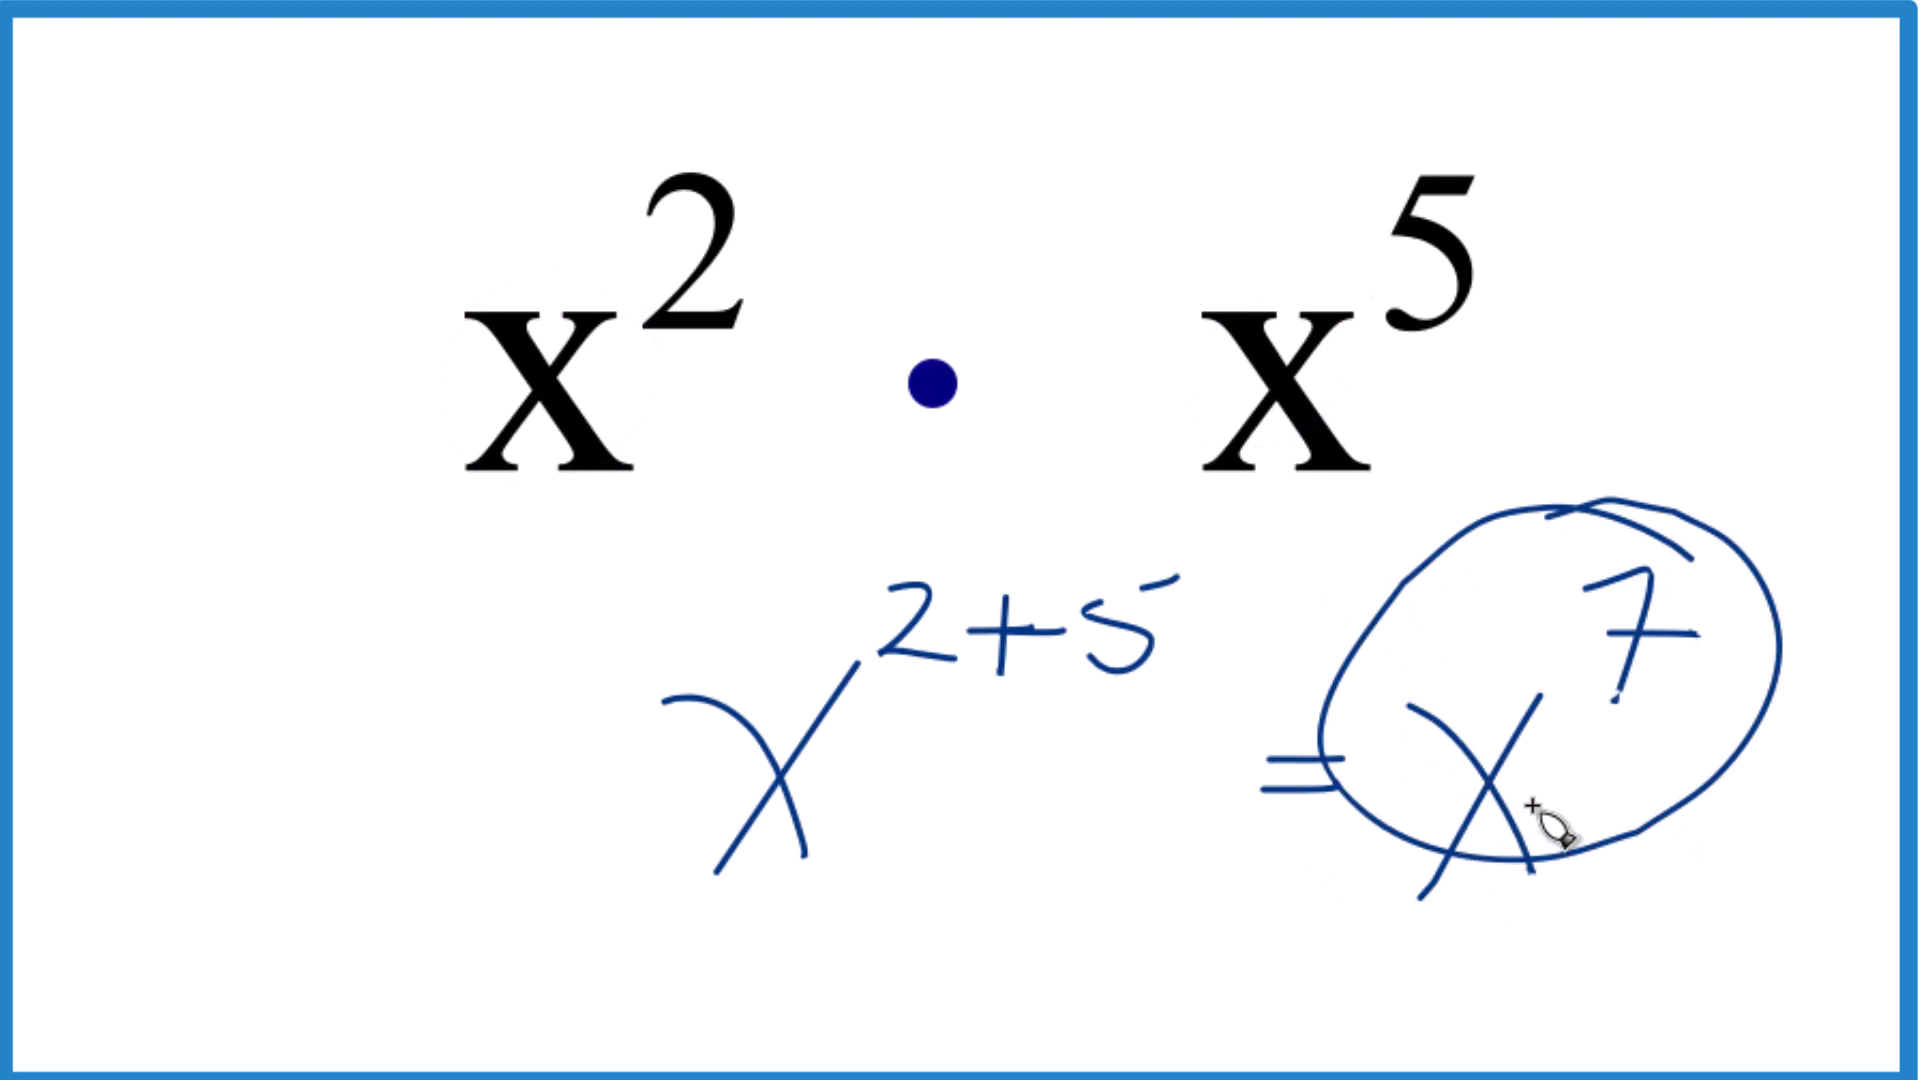 x² • x⁵
x²⁺⁵ = x⁷